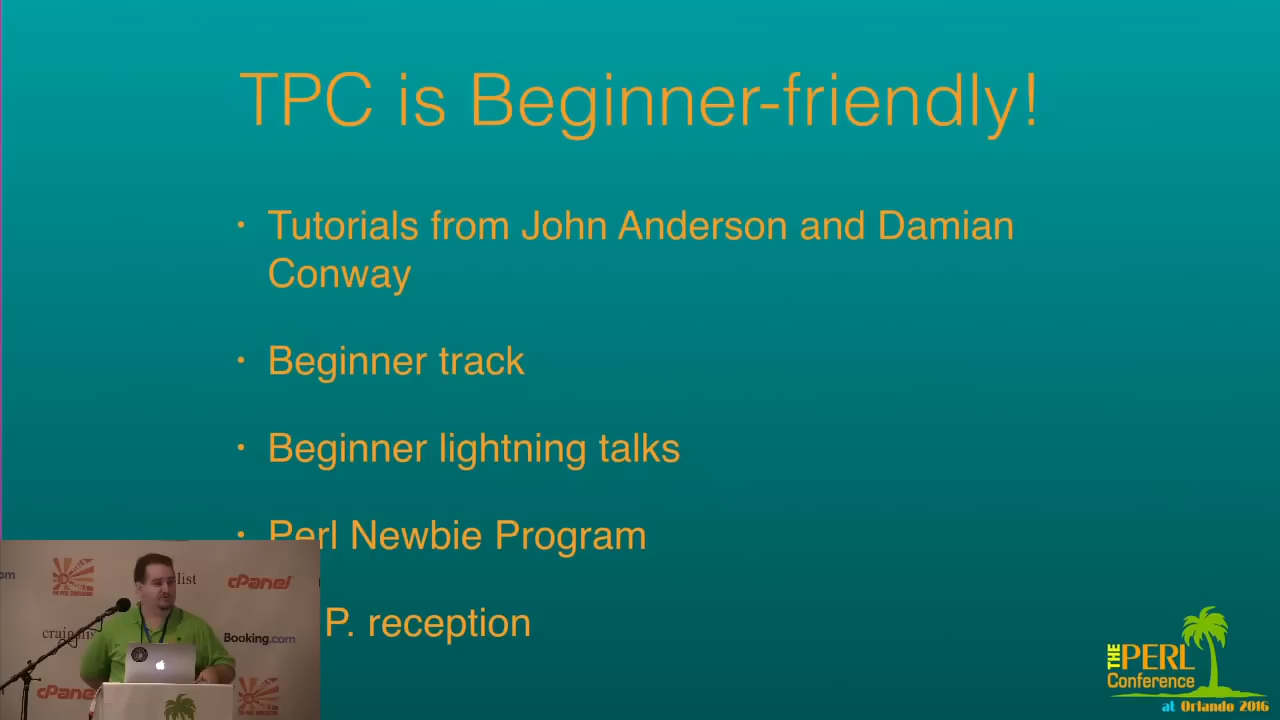 TPC is Beginner-friendly!
• Tutorials from John Anderson and Damian
Conway
• Beginner track
• Beginner lightning talks
• Perl Newbie Program
P. reception
list
cPanel
Booking.com
THE PERL
Conference
at Orlando 2016